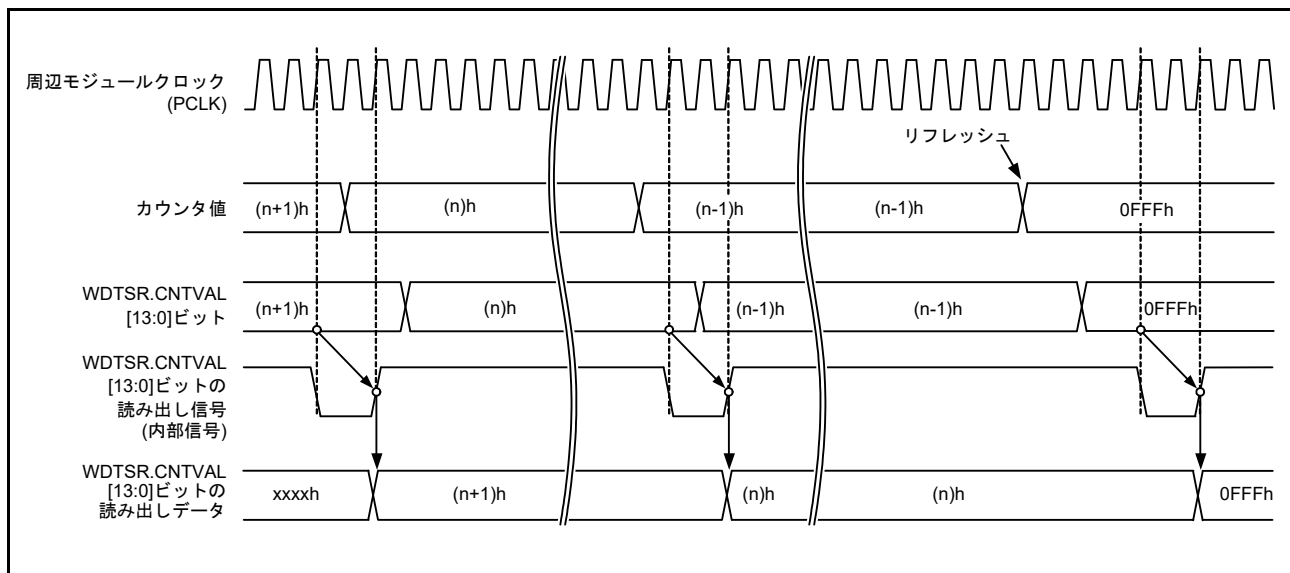 周辺モジュールクロック
(PCLK)
リフレッシュ
カウンタ値
(n+1)h
(n)h
(n-1)h
(n-1)h
0FFFh
WDTSR.CNTVAL
[13:0]ビット
(n+1)h
(n)h
(n-1)h
(n-1)h
0FFFh
WDTSR.CNTVAL
[13:0]ビットの
読み出し信号
(内部信号)
WDTSR.CNTVAL
[13:0]ビットの
読み出しデータ
xxxxh
(n+1)h
(n)h
(n)h
0FFFh